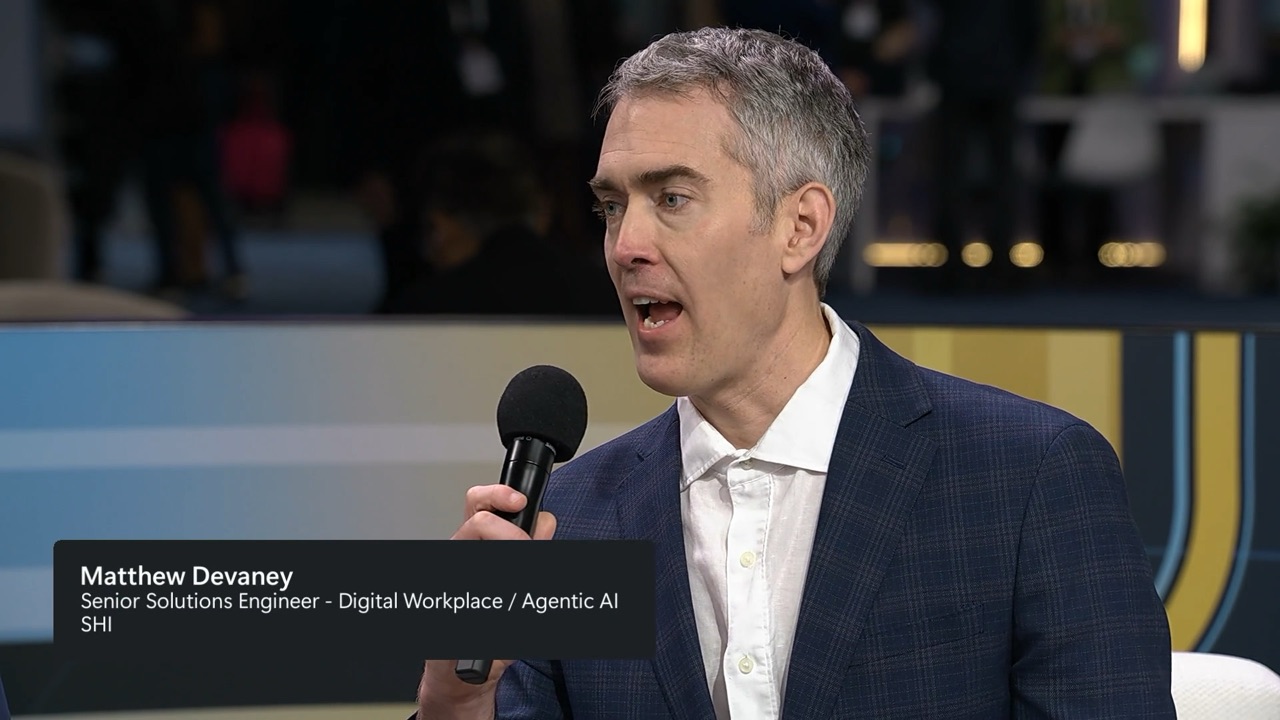 Matthew Devaney
Senior Solutions Engineer - Digital Workplace / Agentic AI
SHI